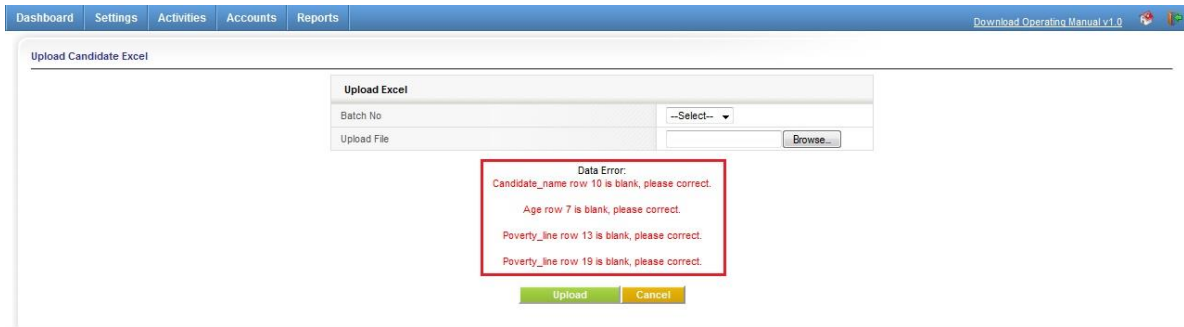 Dashboard Settings Activities Accounts Reports Download Operating Manual v1.0
Upload Candidate Excel
Upload Excel
Batch No --Select--
Upload File Browse...
Data Error:
Candidate_name row 10 is blank, please correct.
Age row 7 is blank, please correct.
Poverty_line row 13 is blank, please correct.
Poverty_line row 19 is blank, please correct.
Upload Cancel